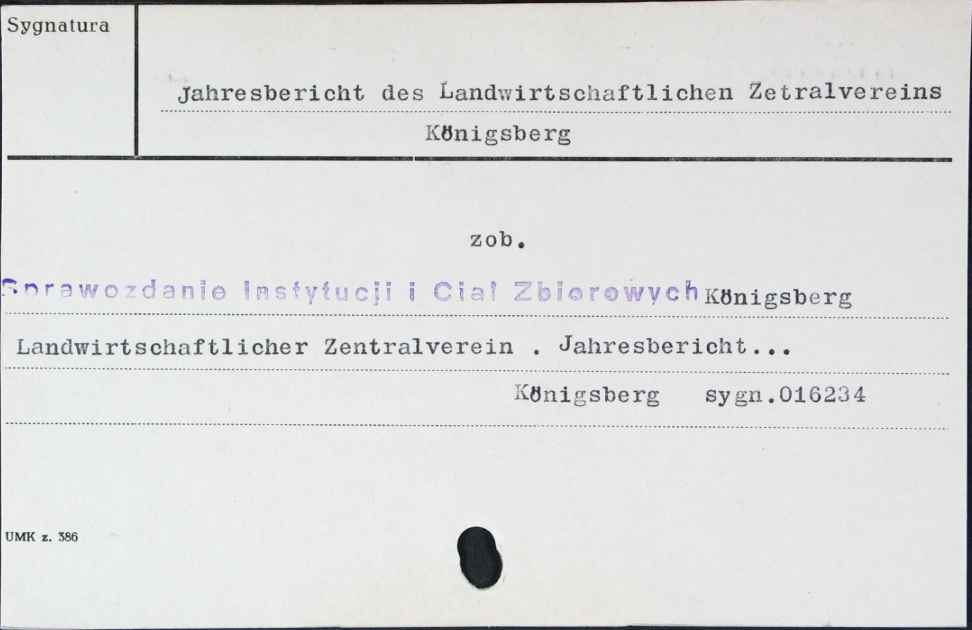 Sygnatura
Jahresbericht des Landwirtschaftlichen Zetralvereins
Königsberg
zob.
Sprawozdanie Instytucji i Ciał Zbiorowych Königsberg
Landwirtschaftlicher Zentralverein . Jahresbericht...
Königsberg sygn.016234
UMK z. 386